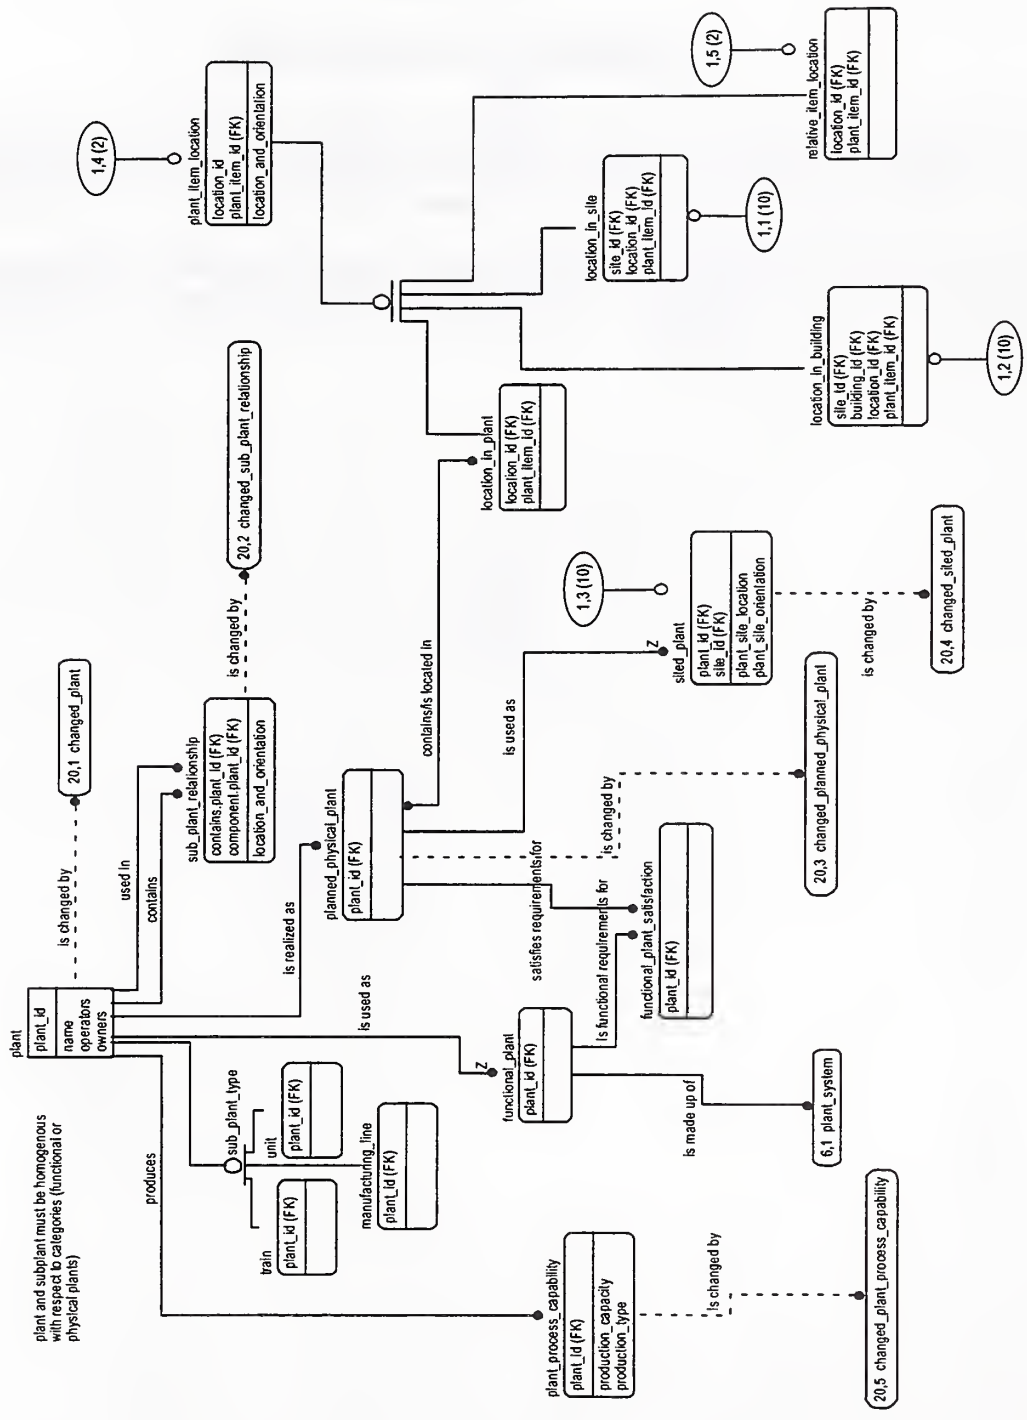 plant and subplant must be homogenous
with respect to categories (functional or
physical plants)
plant
plant_id
name
operators
owners
is changed by
20,1 changed_plant
used in
contains
sub_plant_relationship
contains.plant_id (FK)
component.plant_id (FK)
location_and_orientation
is changed by
20,2 changed_sub_plant_relationship
1,4 (2)
plant_item_location
location_id
plant_item_id (FK)
location_and_orientation
produces
sub_plant_type
train
plant_id (FK)
unit
plant_id (FK)
manufacturing_line
plant_id (FK)
is used as
is realized as
planned_physical_plant
plant_id (FK)
contains/is located in
location_in_plant
location_id (FK)
plant_item_id (FK)
location_in_site
site_id (FK)
location_id (FK)
plant_item_id (FK)
1,1 (10)
1,5 (2)
relative_item_location
location_id (FK)
plant_item_id (FK)
location_in_building
site_id (FK)
building_id (FK)
location_id (FK)
plant_item_id (FK)
1,2 (10)
is used as
1,3 (10)
Z
sited_plant
plant_id (FK)
site_id (FK)
plant_site_location
plant_site_orientation
is changed by
20,4 changed_sited_plant
is changed by
20,3 changed_planned_physical_plant
satisfies requirements for
is functional requirements for
functional_plant_satisfaction
plant_id (FK)
Z
functional_plant
plant_id (FK)
is made up of
6,1 plant_system
plant_process_capability
plant_id (FK)
production_capacity
production_type
is changed by
20,5 changed_plant_process_capability